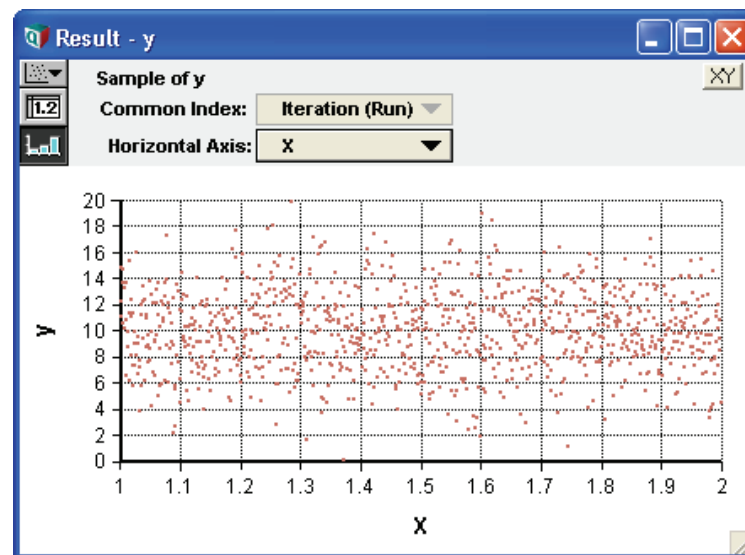 Result - y
Sample of y
XY
1.2
Common Index: Iteration (Run)
Horizontal Axis: X
20
18
16
14
12
10
8
6
4
2
0
y
1 1.1 1.2 1.3 1.4 1.5 1.6 1.7 1.8 1.9 2
X